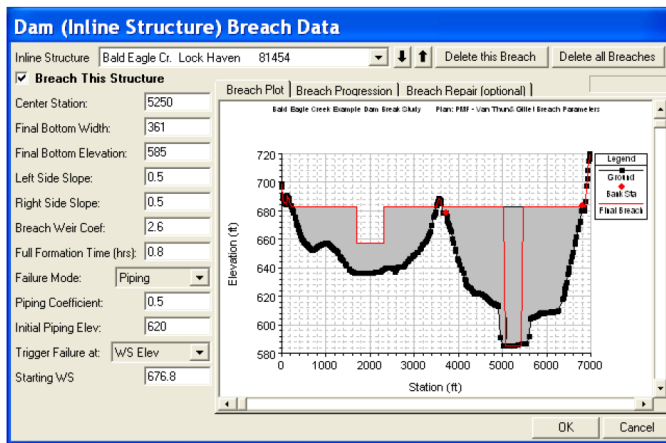 Dam (Inline Structure) Breach Data
Inline Structure Bald Eagle Cr. Lock Haven 81454
Delete this Breach Delete all Breaches
Breach This Structure
Center Station: 5250
Final Bottom Width: 361
Final Bottom Elevation: 585
Left Side Slope: 0.5
Right Side Slope: 0.5
Breach Weir Coef: 2.6
Full Formation Time (hrs): 0.8
Failure Mode: Piping
Piping Coefficient: 0.5
Initial Piping Elev: 620
Trigger Failure at: WS Elev
Starting WS 676.8
Breach Plot Breach Progression Breach Repair (optional)
Bald Eagle Creek Example Dam Break Study Plan: PMF - Van Thun & Gillet Breach Parameters
Elevation (ft)
720
700
680
660
640
620
600
580
0 1000 2000 3000 4000 5000 6000 7000
Station (ft)
Legend
Ground
Bank Sta
Final Breach
OK Cancel